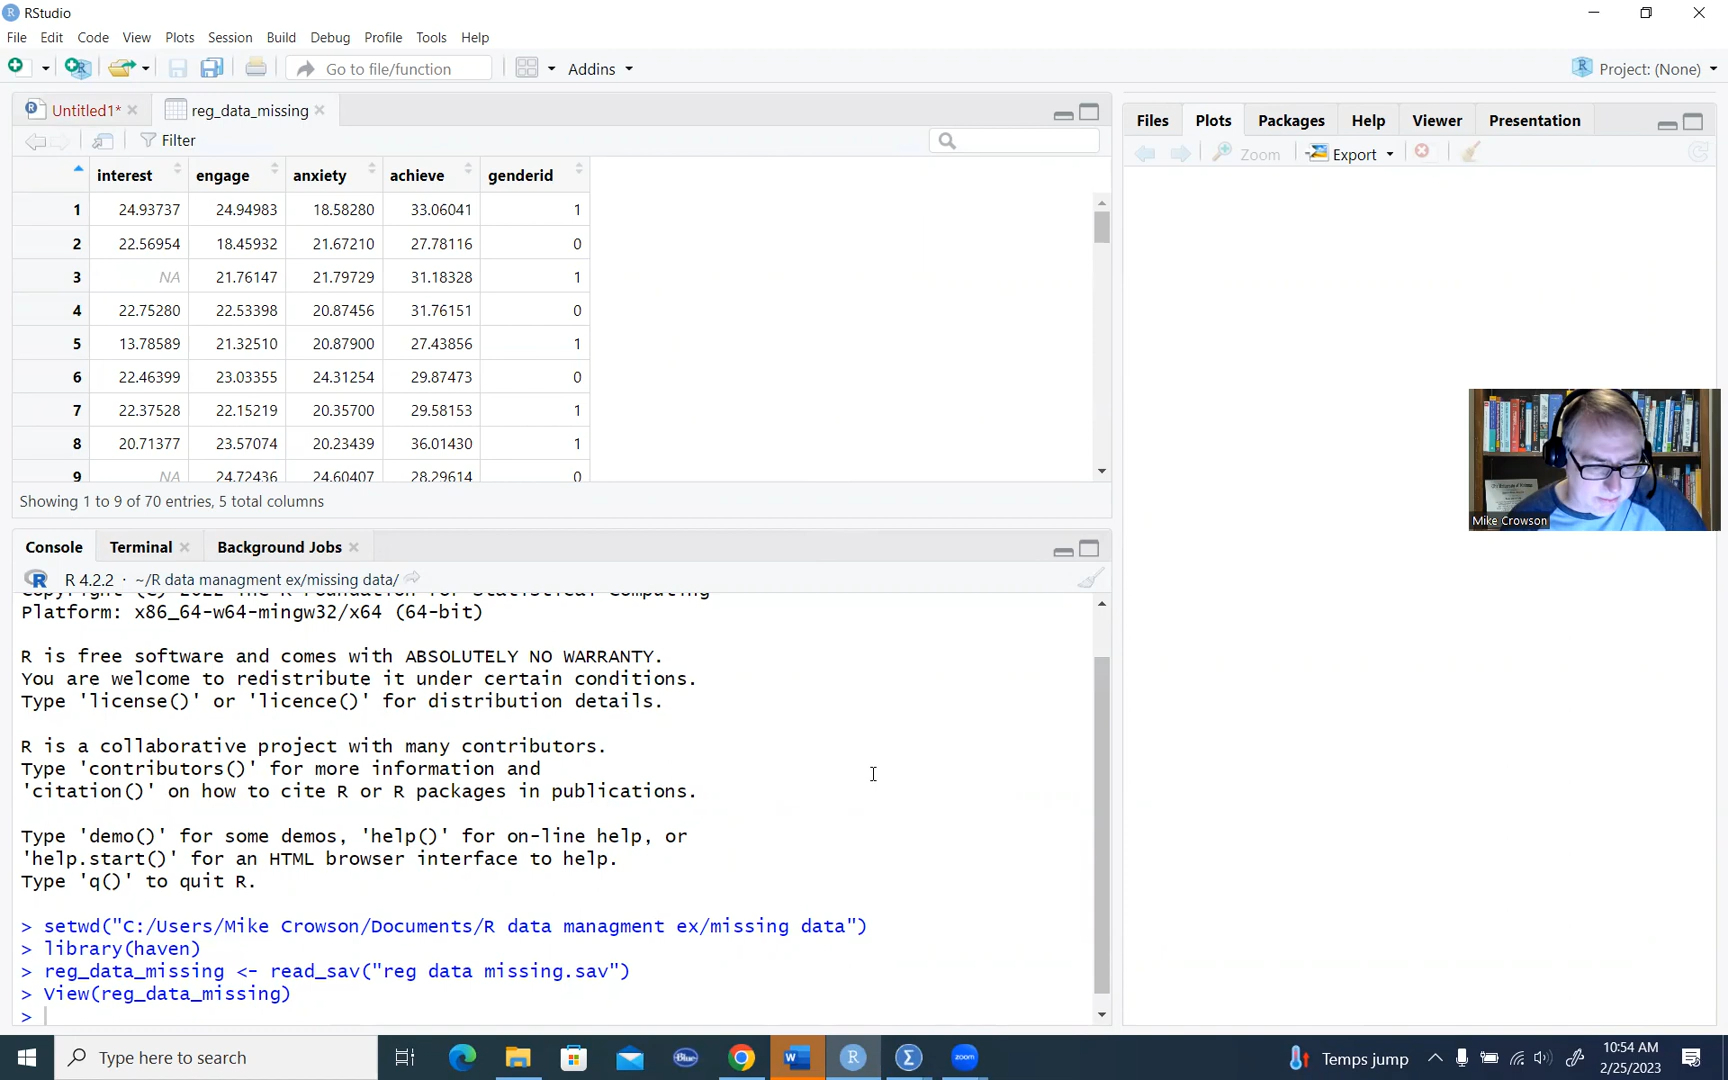 RStudio
File Edit Code View Plots Session Build Debug Profile Tools Help
Go to file/function Addins Project: (None)
Untitled1* reg_data_missing
Filter
interest engage anxiety achieve genderid
1 24.93737 24.94983 18.58280 33.06041 1
2 22.56954 18.45932 21.67210 27.78116 0
3 NA 21.76147 21.79729 31.18328 1
4 22.75280 22.53398 20.87456 31.76151 0
5 13.78589 21.32510 20.87900 27.43856 1
6 22.46399 23.03355 24.31254 29.87473 0
7 22.37528 22.15219 20.35700 29.58153 1
8 20.71377 23.57074 20.23439 36.01430 1
9 NA 24.72436 24.60407 28.29614 0
Showing 1 to 9 of 70 entries, 5 total columns
Console Terminal Background Jobs
R 4.2.2 · ~/R data managment ex/missing data/
Copyright (C) 2022 The R Foundation for Statistical Computing
Platform: x86_64-w64-mingw32/x64 (64-bit)
R is free software and comes with ABSOLUTELY NO WARRANTY.
You are welcome to redistribute it under certain conditions.
Type 'license()' or 'licence()' for distribution details.
R is a collaborative project with many contributors.
Type 'contributors()' for more information and
'citation()' on how to cite R or R packages in publications.
Type 'demo()' for some demos, 'help()' for on-line help, or
'help.start()' for an HTML browser interface to help.
Type 'q()' to quit R.
> setwd("C:/Users/Mike Crowson/Documents/R data managment ex/missing data")
> library(haven)
> reg_data_missing <- read_sav("reg data missing.sav")
> View(reg_data_missing)
>
Files Plots Packages Help Viewer Presentation
Zoom Export
Mike Crowson
Type here to search
Blue
zoom
Temps jump
10:54 AM
2/25/2023